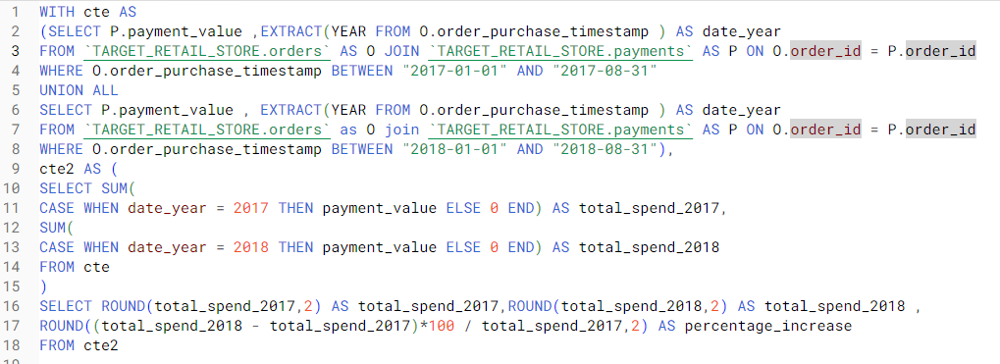 1 WITH cte AS
2 (SELECT P.payment_value ,EXTRACT(YEAR FROM O.order_purchase_timestamp ) AS date_year
3 FROM `TARGET_RETAIL_STORE.orders` AS O JOIN `TARGET_RETAIL_STORE.payments` AS P ON O.order_id = P.order_id
4 WHERE O.order_purchase_timestamp BETWEEN "2017-01-01" AND "2017-08-31"
5 UNION ALL
6 SELECT P.payment_value , EXTRACT(YEAR FROM O.order_purchase_timestamp ) AS date_year
7 FROM `TARGET_RETAIL_STORE.orders` as O join `TARGET_RETAIL_STORE.payments` AS P ON O.order_id = P.order_id
8 WHERE O.order_purchase_timestamp BETWEEN "2018-01-01" AND "2018-08-31"),
9 cte2 AS (
10 SELECT SUM(
11 CASE WHEN date_year = 2017 THEN payment_value ELSE 0 END) AS total_spend_2017,
12 SUM(
13 CASE WHEN date_year = 2018 THEN payment_value ELSE 0 END) AS total_spend_2018
14 FROM cte
15 )
16 SELECT ROUND(total_spend_2017,2) AS total_spend_2017,ROUND(total_spend_2018,2) AS total_spend_2018 ,
17 ROUND((total_spend_2018 - total_spend_2017)*100 / total_spend_2017,2) AS percentage_increase
18 FROM cte2